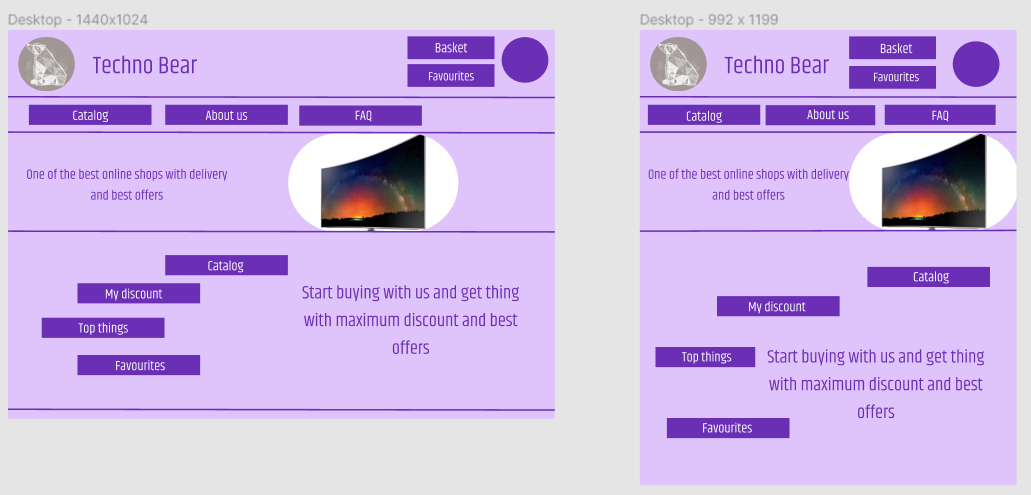 Desktop - 1440x1024
Techno Bear
Basket
Favourites
Catalog
About us
FAQ
One of the best online shops with delivery
and best offers
Catalog
My discount
Top things
Favourites
Start buying with us and get thing
with maximum discount and best
offers
Desktop - 992 x 1199
Techno Bear
Basket
Favourites
Catalog
About us
FAQ
One of the best online shops with delivery
and best offers
Catalog
My discount
Top things
Favourites
Start buying with us and get thing
with maximum discount and best
offers